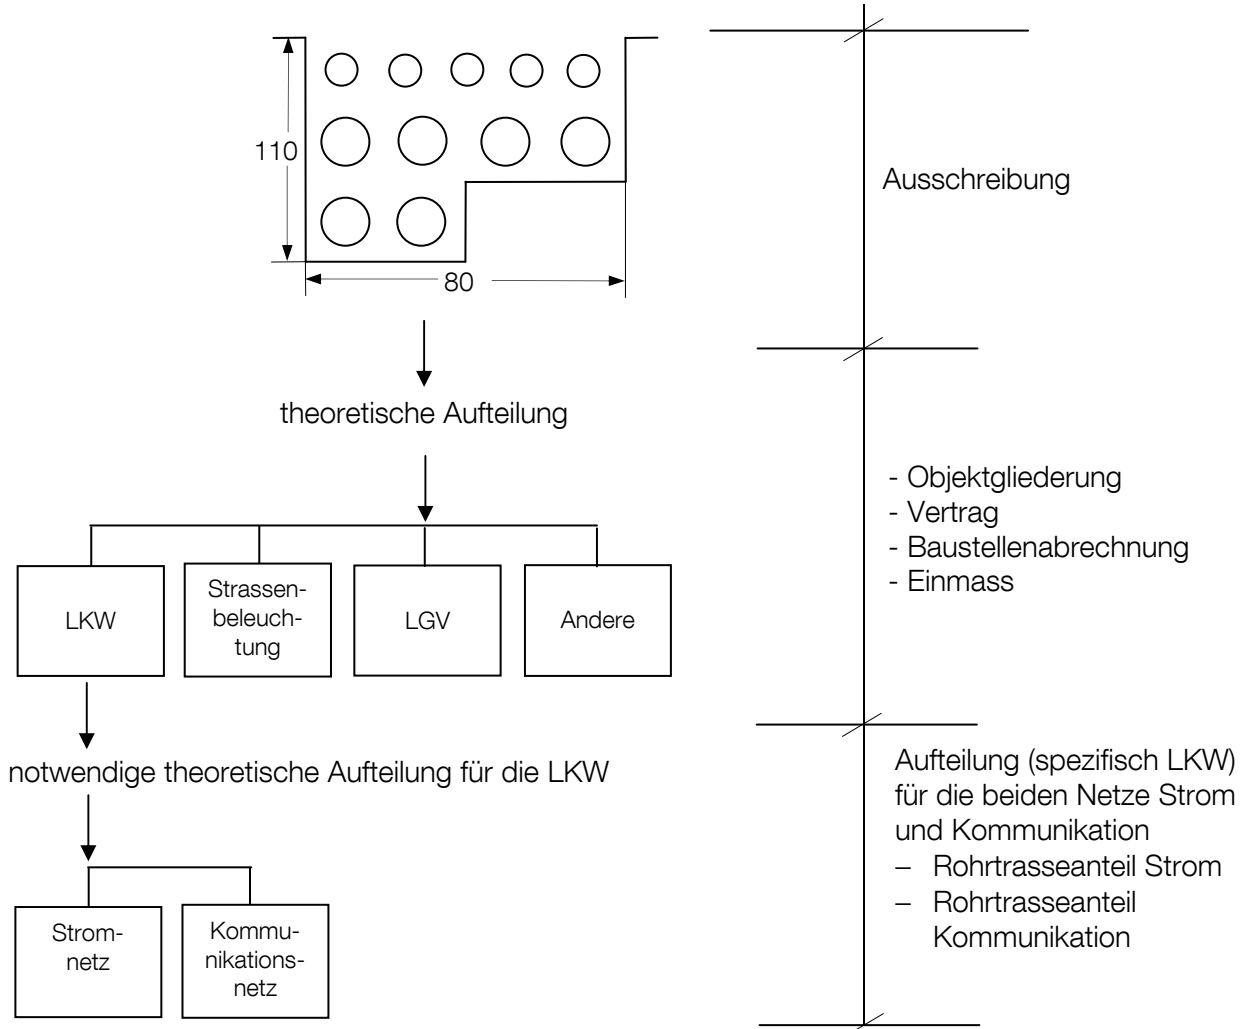 110
80
Ausschreibung
theoretische Aufteilung
- Objektgliederung
- Vertrag
- Baustellenabrechnung
- Einmass
LKW
Strassen-
beleuch-
tung
LGV
Andere
notwendige theoretische Aufteilung für die LKW
Aufteilung (spezifisch LKW)
für die beiden Netze Strom
und Kommunikation
– Rohrtrasseanteil Strom
– Rohrtrasseanteil
Kommunikation
Strom-
netz
Kommu-
nikations-
netz